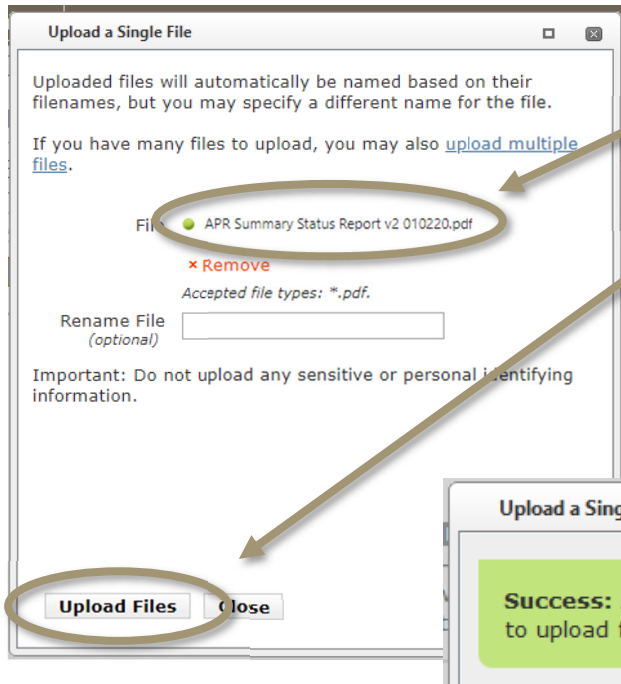 Upload a Single File
Uploaded files will automatically be named based on their
filenames, but you may specify a different name for the file.
If you have many files to upload, you may also upload multiple
files.
File APR Summary Status Report v2 010220.pdf
× Remove
Accepted file types: *.pdf.
Rename File
(optional)
Important: Do not upload any sensitive or personal identifying
information.
Upload Files Close
Upload a Sing
Success:
to upload f